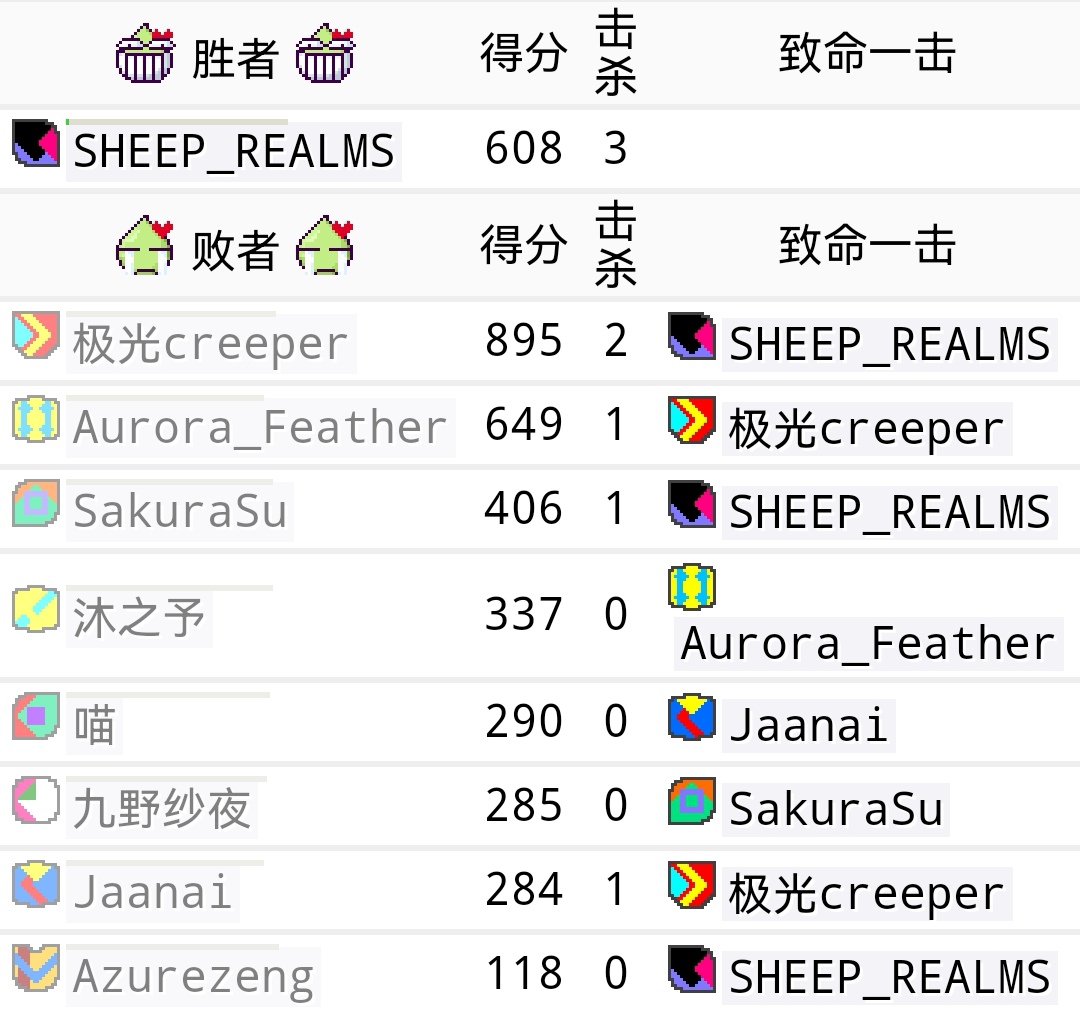 胜者 得分 击杀 致命一击
SHEEP_REALMS 608 3
败者 得分 击杀 致命一击
极光creeper 895 2 SHEEP_REALMS
Aurora_Feather 649 1 极光creeper
SakuraSu 406 1 SHEEP_REALMS
沐之予 337 0 Aurora_Feather
喵 290 0 Jaanai
九野纱夜 285 0 SakuraSu
Jaanai 284 1 极光creeper
Azurezeng 118 0 SHEEP_REALMS